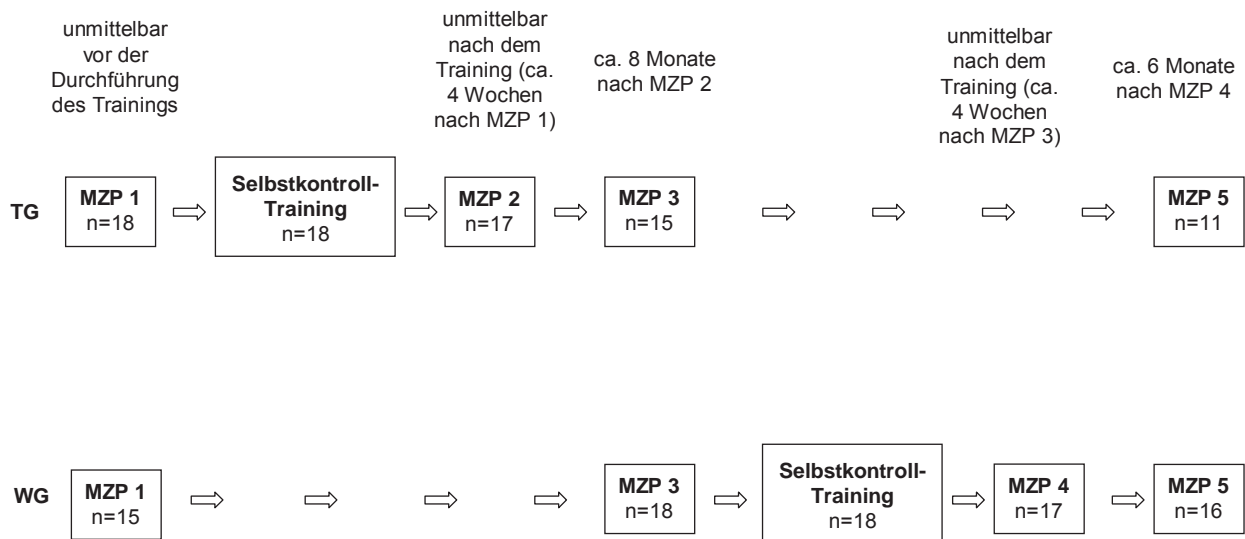 unmittelbar
vor der
Durchführung
des Trainings
unmittelbar
nach dem
Training (ca.
4 Wochen
nach MZP 1)
ca. 8 Monate
nach MZP 2
unmittelbar
nach dem
Training (ca.
4 Wochen
nach MZP 3)
ca. 6 Monate
nach MZP 4
TG
MZP 1
n=18
Selbstkontroll-
Training
n=18
MZP 2
n=17
MZP 3
n=15
MZP 5
n=11
WG
MZP 1
n=15
MZP 3
n=18
Selbstkontroll-
Training
n=18
MZP 4
n=17
MZP 5
n=16